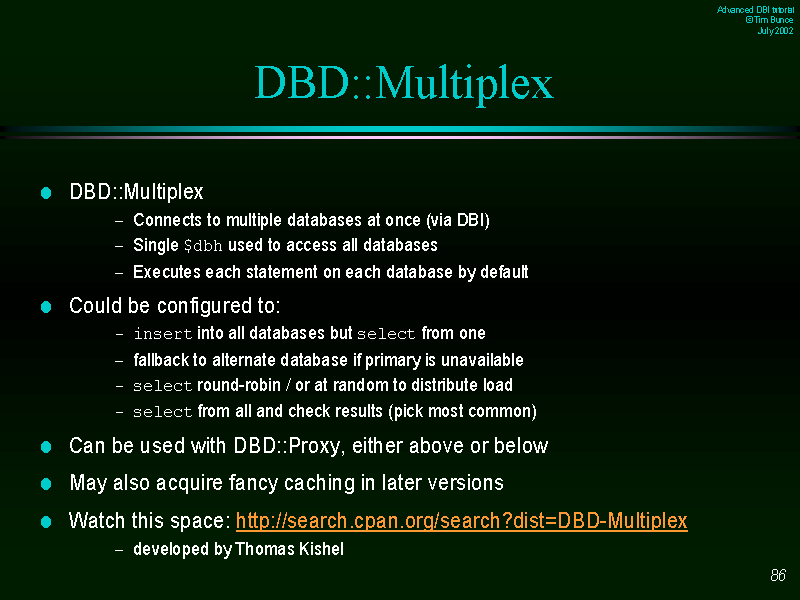 Advanced DBI tutorial
©Tim Bunce
July 2002
DBD::Multiplex
DBD::Multiplex
– Connects to multiple databases at once (via DBI)
– Single $dbh used to access all databases
– Executes each statement on each database by default
Could be configured to:
– insert into all databases but select from one
– fallback to alternate database if primary is unavailable
– select round-robin / or at random to distribute load
– select from all and check results (pick most common)
Can be used with DBD::Proxy, either above or below
May also acquire fancy caching in later versions
Watch this space: http://search.cpan.org/search?dist=DBD-Multiplex
– developed by Thomas Kishel
86